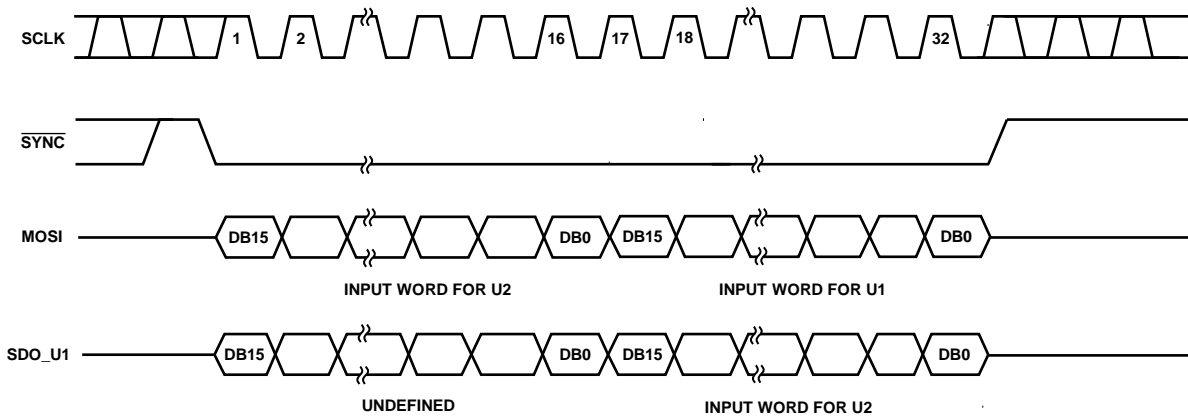 SCLK 1 2 16 17 18 32
SYNC
MOSI DB15 DB0 DB15 DB0
INPUT WORD FOR U2 INPUT WORD FOR U1
SDO_U1 DB15 DB0 DB15 DB0
UNDEFINED INPUT WORD FOR U2